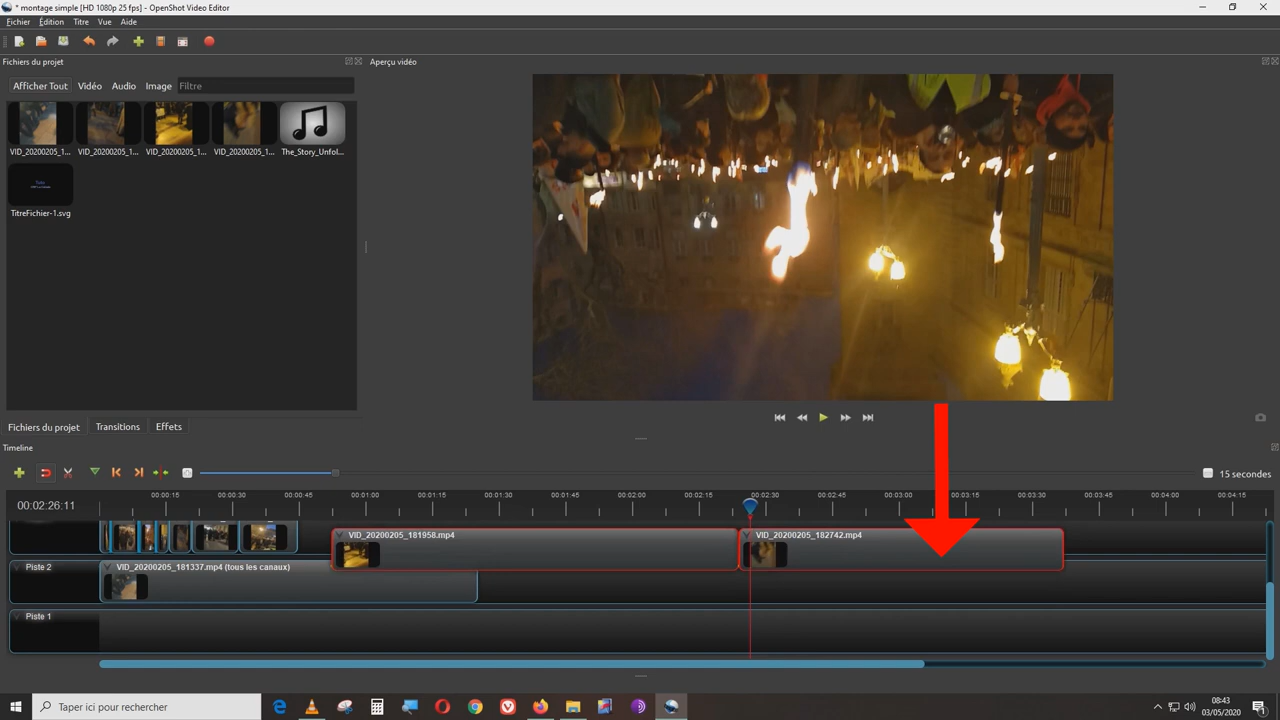 * montage simple [HD 1080p 25 fps] - OpenShot Video Editor
Fichier Édition Titre Vue Aide
Fichiers du projet
Aperçu vidéo
Afficher Tout Vidéo Audio Image Filtre
VID_20200205_1... VID_20200205_1... VID_20200205_1... VID_20200205_1... The_Story_Unfol...
TitreFichier-1.svg
Fichiers du projet Transitions Effets
Timeline
15 secondes
00:02:26:11
00:00:15 00:00:30 00:00:45 00:01:00 00:01:15 00:01:30 00:01:45 00:02:00 00:02:15 00:02:30 00:02:45 00:03:00 00:03:15 00:03:30 00:03:45 00:04:00 00:04:15
VID_20200205_181958.mp4 VID_20200205_182742.mp4
Piste 2 VID_20200205_181337.mp4 (tous les canaux)
Piste 1
Taper ici pour rechercher
08:43
03/05/2020